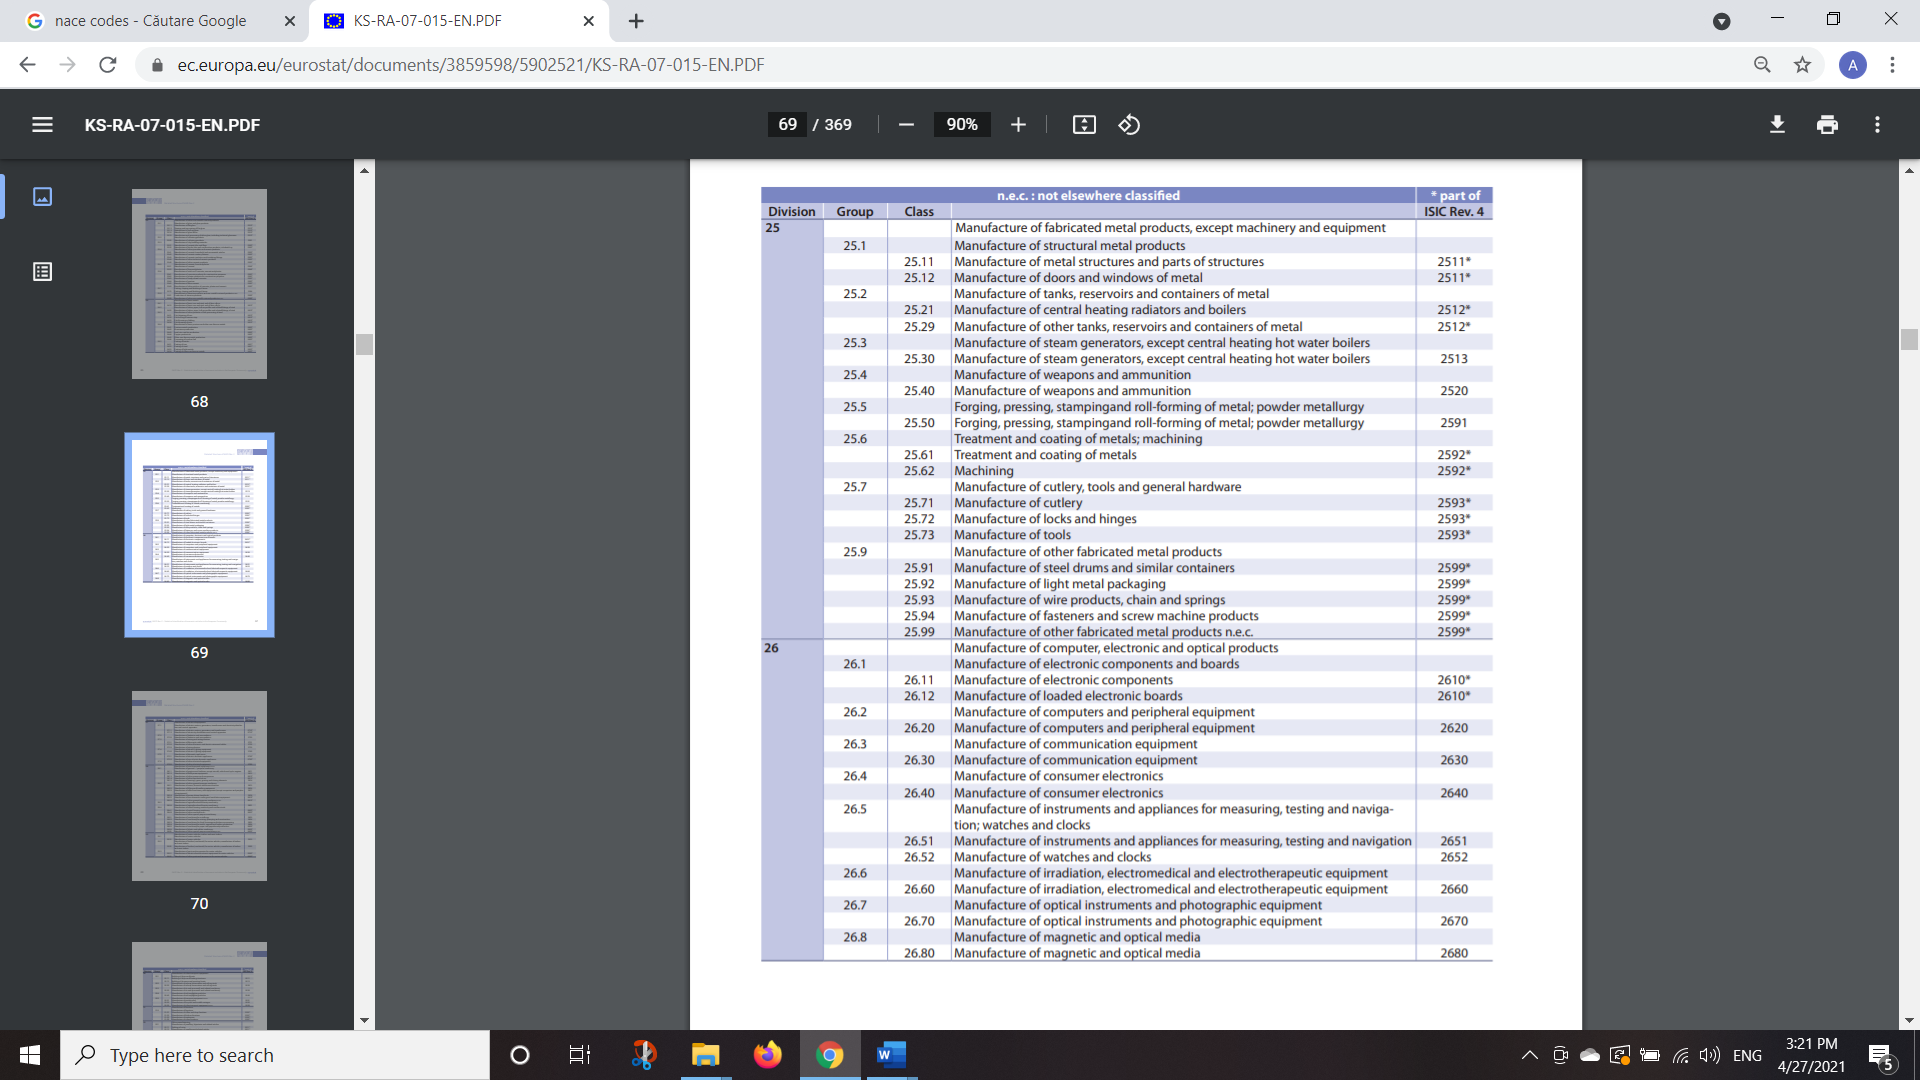 nace codes - Căutare Google
KS-RA-07-015-EN.PDF
ec.europa.eu/eurostat/documents/3859598/5902521/KS-RA-07-015-EN.PDF
A
KS-RA-07-015-EN.PDF
69 / 369
90%
68
69
70
n.e.c. : not elsewhere classified * part of
Division Group Class ISIC Rev. 4
25 Manufacture of fabricated metal products, except machinery and equipment
25.1 Manufacture of structural metal products
25.11 Manufacture of metal structures and parts of structures 2511*
25.12 Manufacture of doors and windows of metal 2511*
25.2 Manufacture of tanks, reservoirs and containers of metal
25.21 Manufacture of central heating radiators and boilers 2512*
25.29 Manufacture of other tanks, reservoirs and containers of metal 2512*
25.3 Manufacture of steam generators, except central heating hot water boilers
25.30 Manufacture of steam generators, except central heating hot water boilers 2513
25.4 Manufacture of weapons and ammunition
25.40 Manufacture of weapons and ammunition 2520
25.5 Forging, pressing, stampingand roll-forming of metal; powder metallurgy
25.50 Forging, pressing, stampingand roll-forming of metal; powder metallurgy 2591
25.6 Treatment and coating of metals; machining
25.61 Treatment and coating of metals 2592*
25.62 Machining 2592*
25.7 Manufacture of cutlery, tools and general hardware
25.71 Manufacture of cutlery 2593*
25.72 Manufacture of locks and hinges 2593*
25.73 Manufacture of tools 2593*
25.9 Manufacture of other fabricated metal products
25.91 Manufacture of steel drums and similar containers 2599*
25.92 Manufacture of light metal packaging 2599*
25.93 Manufacture of wire products, chain and springs 2599*
25.94 Manufacture of fasteners and screw machine products 2599*
25.99 Manufacture of other fabricated metal products n.e.c. 2599*
26 Manufacture of computer, electronic and optical products
26.1 Manufacture of electronic components and boards
26.11 Manufacture of electronic components 2610*
26.12 Manufacture of loaded electronic boards 2610*
26.2 Manufacture of computers and peripheral equipment
26.20 Manufacture of computers and peripheral equipment 2620
26.3 Manufacture of communication equipment
26.30 Manufacture of communication equipment 2630
26.4 Manufacture of consumer electronics
26.40 Manufacture of consumer electronics 2640
26.5 Manufacture of instruments and appliances for measuring, testing and naviga-
tion; watches and clocks
26.51 Manufacture of instruments and appliances for measuring, testing and navigation 2651
26.52 Manufacture of watches and clocks 2652
26.6 Manufacture of irradiation, electromedical and electrotherapeutic equipment
26.60 Manufacture of irradiation, electromedical and electrotherapeutic equipment 2660
26.7 Manufacture of optical instruments and photographic equipment
26.70 Manufacture of optical instruments and photographic equipment 2670
26.8 Manufacture of magnetic and optical media
26.80 Manufacture of magnetic and optical media 2680
Type here to search
W
ENG
3:21 PM
4/27/2021
5